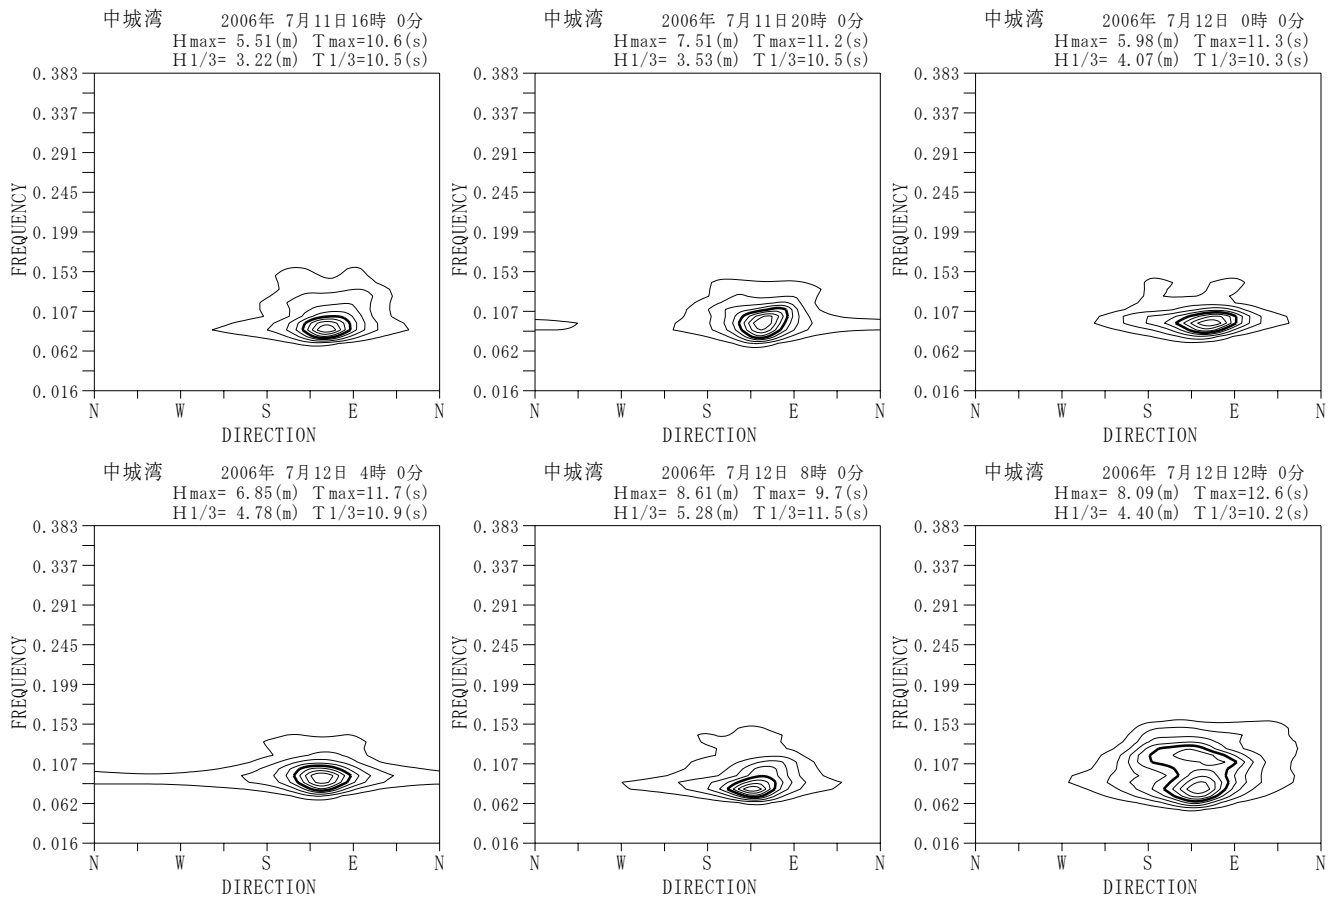 中城湾 2006年 7月11日16時 0分
Hmax= 5.51(m) Tmax=10.6(s)
H1/3= 3.22(m) T1/3=10.5(s)
0.383
0.337
0.291
0.245
0.199
0.153
0.107
0.062
0.016
FREQUENCY
N W S E N
DIRECTION
中城湾 2006年 7月11日20時 0分
Hmax= 7.51(m) Tmax=11.2(s)
H1/3= 3.53(m) T1/3=10.5(s)
0.383
0.337
0.291
0.245
0.199
0.153
0.107
0.062
0.016
FREQUENCY
N W S E N
DIRECTION
中城湾 2006年 7月12日 0時 0分
Hmax= 5.98(m) Tmax=11.3(s)
H1/3= 4.07(m) T1/3=10.3(s)
0.383
0.337
0.291
0.245
0.199
0.153
0.107
0.062
0.016
FREQUENCY
N W S E N
DIRECTION
中城湾 2006年 7月12日 4時 0分
Hmax= 6.85(m) Tmax=11.7(s)
H1/3= 4.78(m) T1/3=10.9(s)
0.383
0.337
0.291
0.245
0.199
0.153
0.107
0.062
0.016
FREQUENCY
N W S E N
DIRECTION
中城湾 2006年 7月12日 8時 0分
Hmax= 8.61(m) Tmax= 9.7(s)
H1/3= 5.28(m) T1/3=11.5(s)
0.383
0.337
0.291
0.245
0.199
0.153
0.107
0.062
0.016
FREQUENCY
N W S E N
DIRECTION
中城湾 2006年 7月12日12時 0分
Hmax= 8.09(m) Tmax=12.6(s)
H1/3= 4.40(m) T1/3=10.2(s)
0.383
0.337
0.291
0.245
0.199
0.153
0.107
0.062
0.016
FREQUENCY
N W S E N
DIRECTION